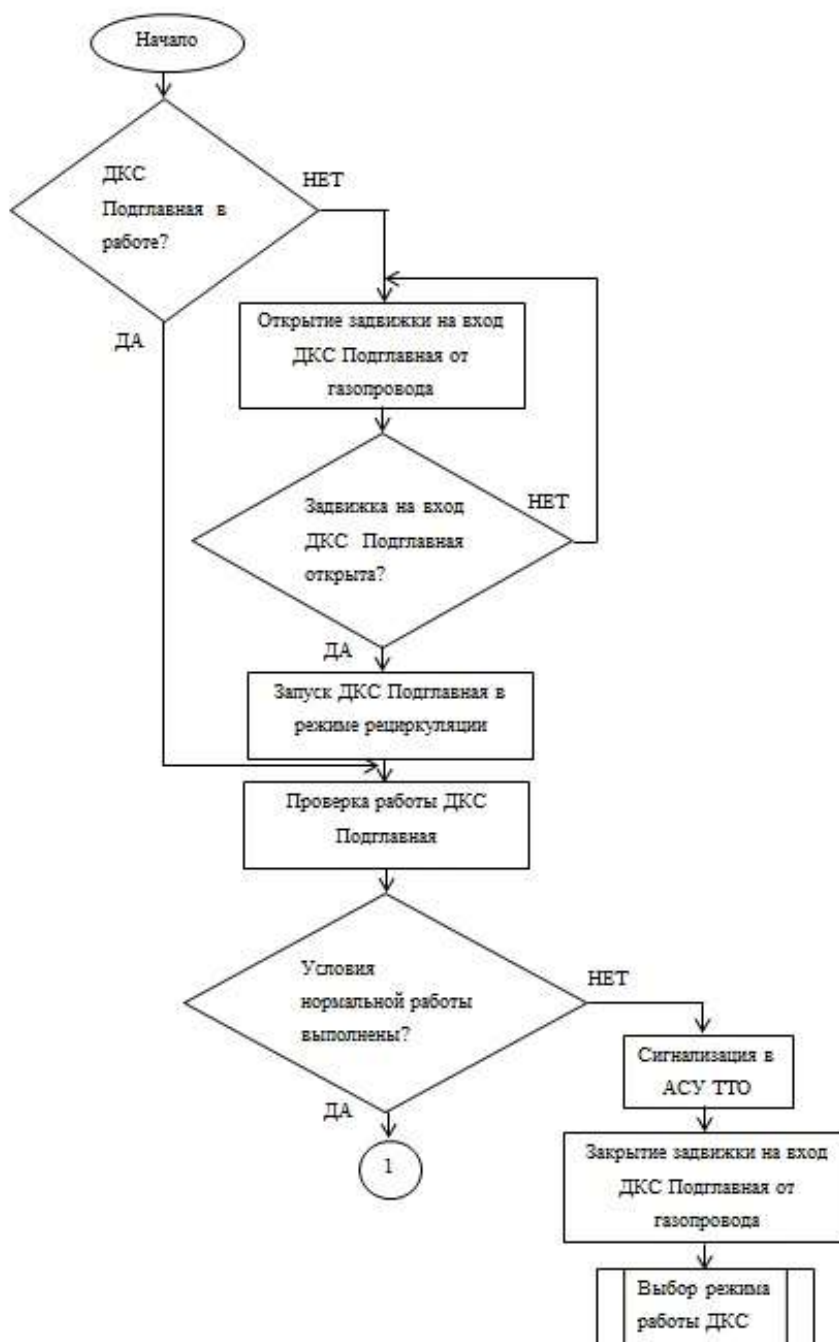 Начало
ДКС
Подглавная в
работе?
НЕТ
ДА
Открытие задвижки на вход
ДКС Подглавная от
газопровода
Задвижка на вход
ДКС Подглавная
открыта?
НЕТ
ДА
Запуск ДКС Подглавная в
режиме рециркуляции
Проверка работы ДКС
Подглавная
Условия
нормальной работы
выполнены?
НЕТ
ДА
1
Сигнализация в
АСУ ТТО
Закрытие задвижки на вход
ДКС Подглавная от
газопровода
Выбор режима
работы ДКС